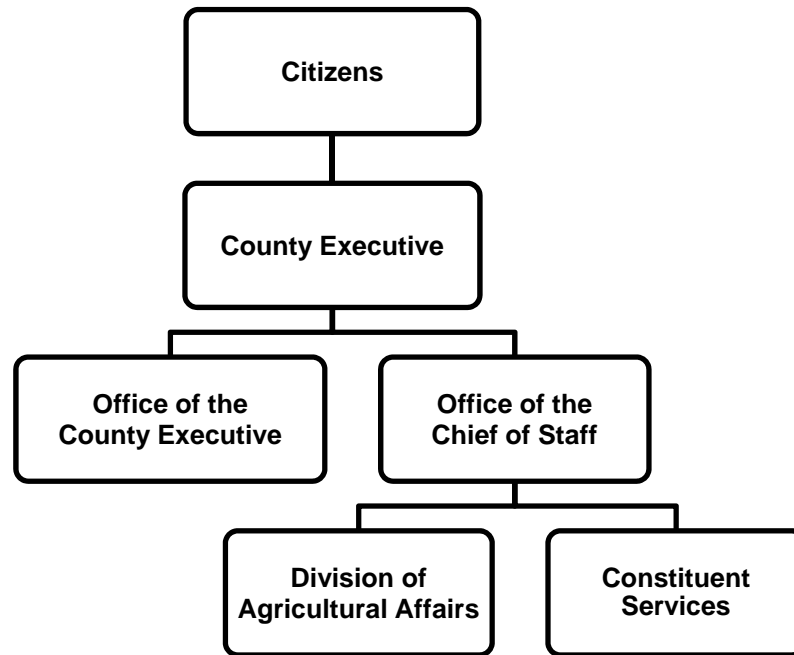 Citizens
County Executive
Office of the
County Executive
Office of the
Chief of Staff
Division of
Agricultural Affairs
Constituent
Services